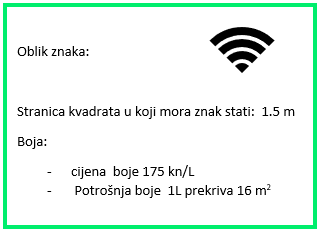 Oblik znaka:
Stranica kvadrata u koji mora znak stati: 1.5 m
Boja:
- cijena boje 175 kn/L
- Potrošnja boje 1L prekriva 16 m²